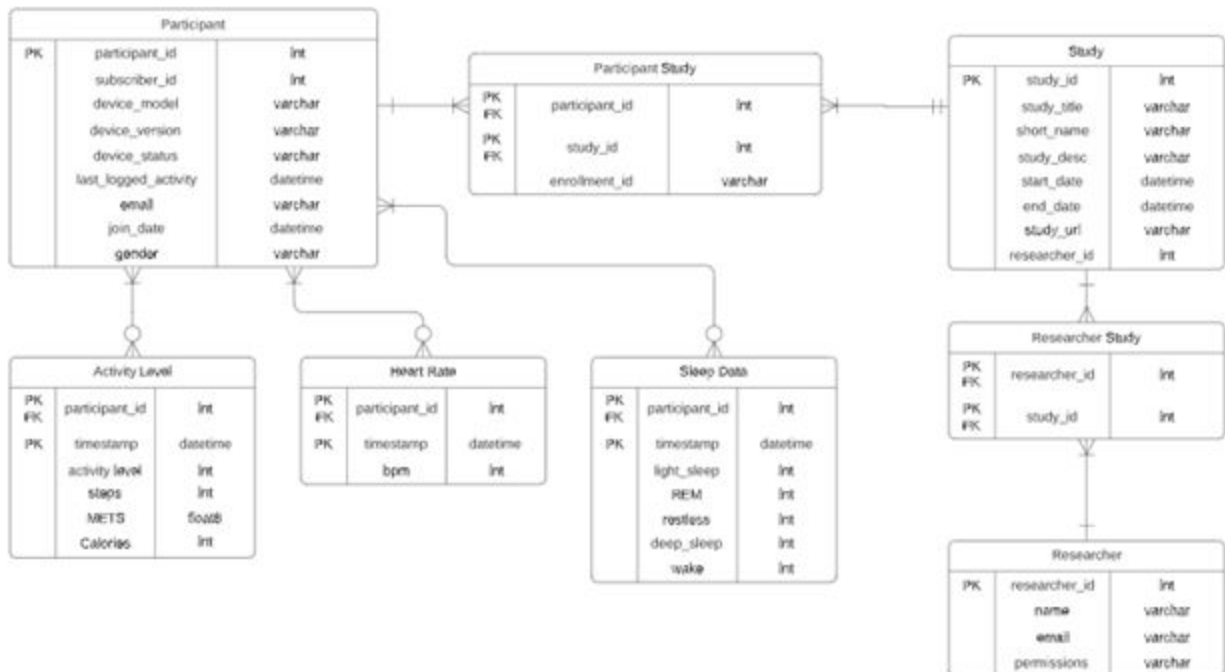 Participant
PK participant_id int
subscriber_id int
device_model varchar
device_version varchar
device_status varchar
last_logged_activity datetime
email varchar
join_date datetime
gender varchar
Participant Study
PK FK participant_id int
PK FK study_id int
enrollment_id varchar
Study
PK study_id int
study_title varchar
short_name varchar
study_desc varchar
start_date datetime
end_date datetime
study_url varchar
researcher_id int
Activity Level
PK FK participant_id int
PK timestamp datetime
activity level int
steps int
METS float8
Calories int
Heart Rate
PK FK participant_id int
PK timestamp datetime
bpm int
Sleep Data
PK FK participant_id int
PK timestamp datetime
light_sleep int
REM int
restless int
deep_sleep int
wake int
Researcher Study
PK FK researcher_id int
PK FK study_id int
Researcher
PK researcher_id int
name varchar
email varchar
permissions varchar